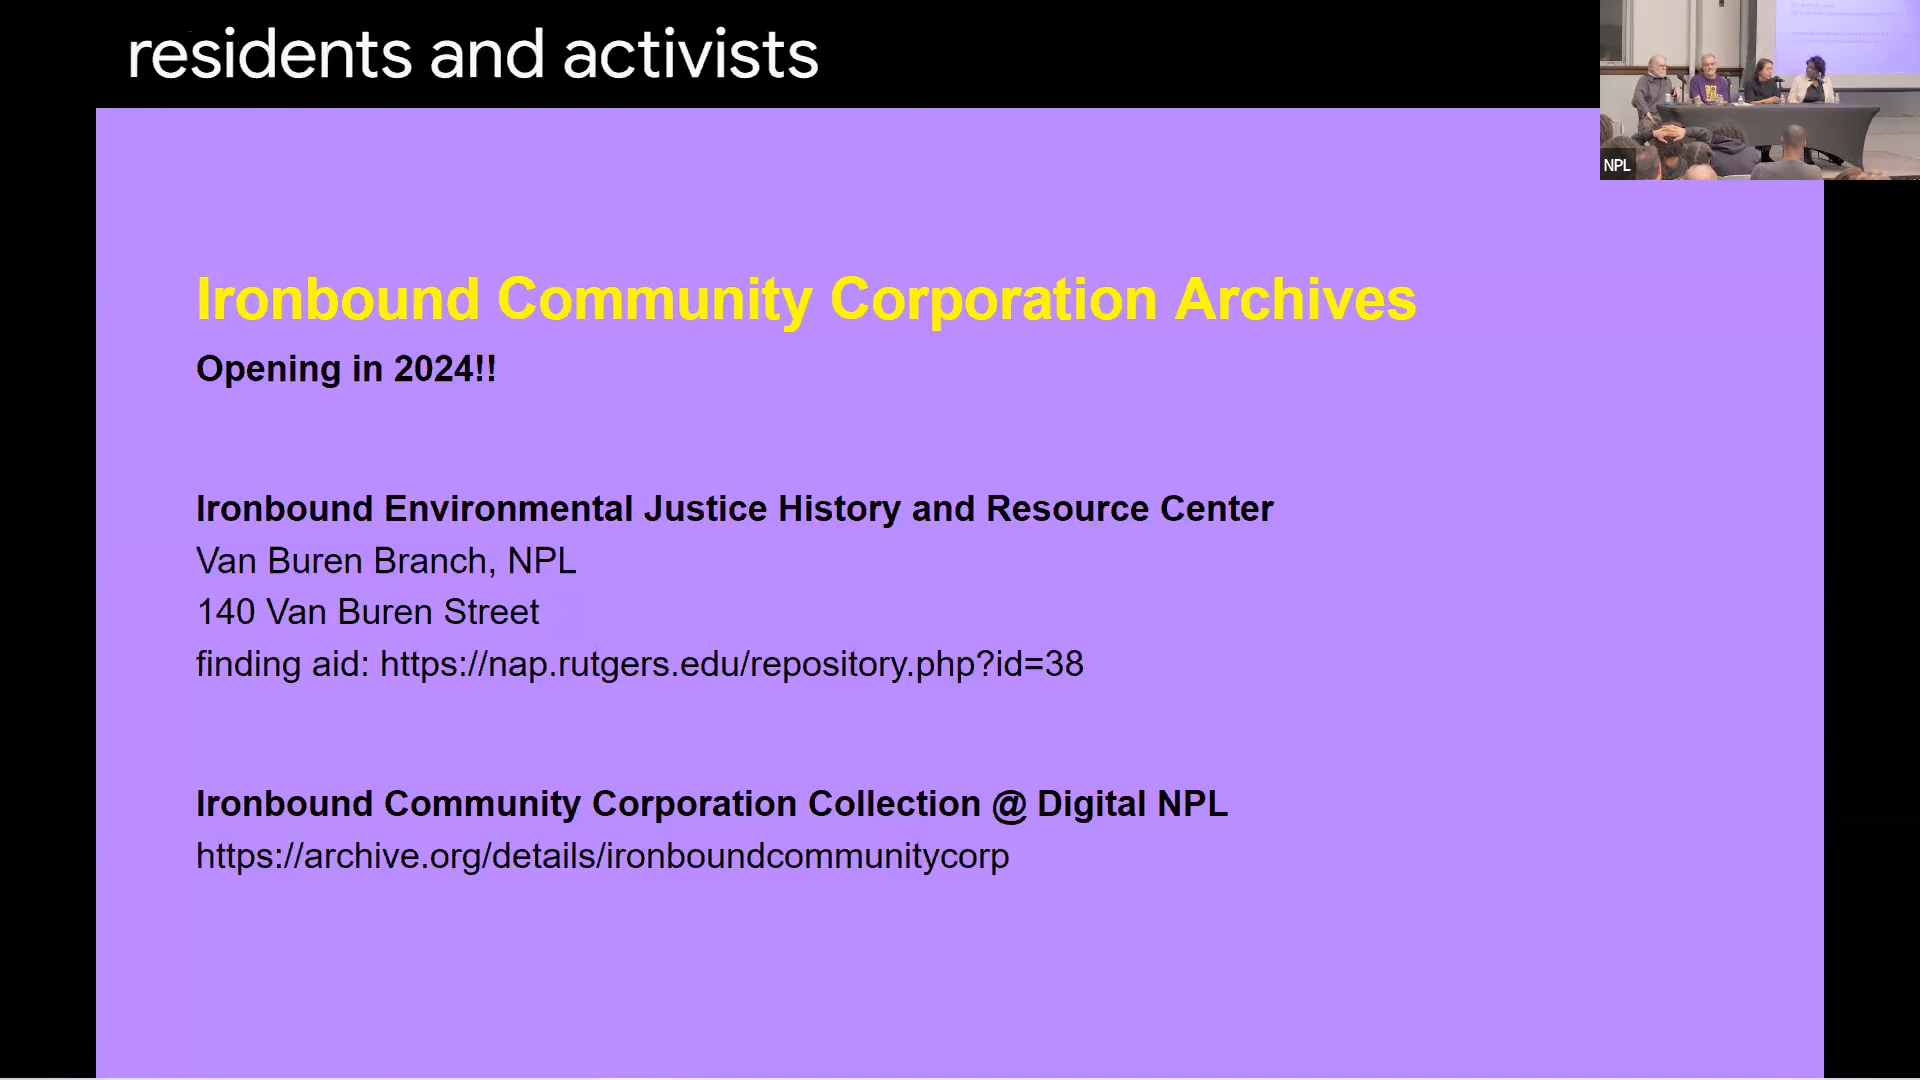 residents and activists
NPL
Ironbound Community Corporation Archives
Opening in 2024!!
Ironbound Environmental Justice History and Resource Center
Van Buren Branch, NPL
140 Van Buren Street
finding aid: https://nap.rutgers.edu/repository.php?id=38
Ironbound Community Corporation Collection @ Digital NPL
https://archive.org/details/ironboundcommunitycorp